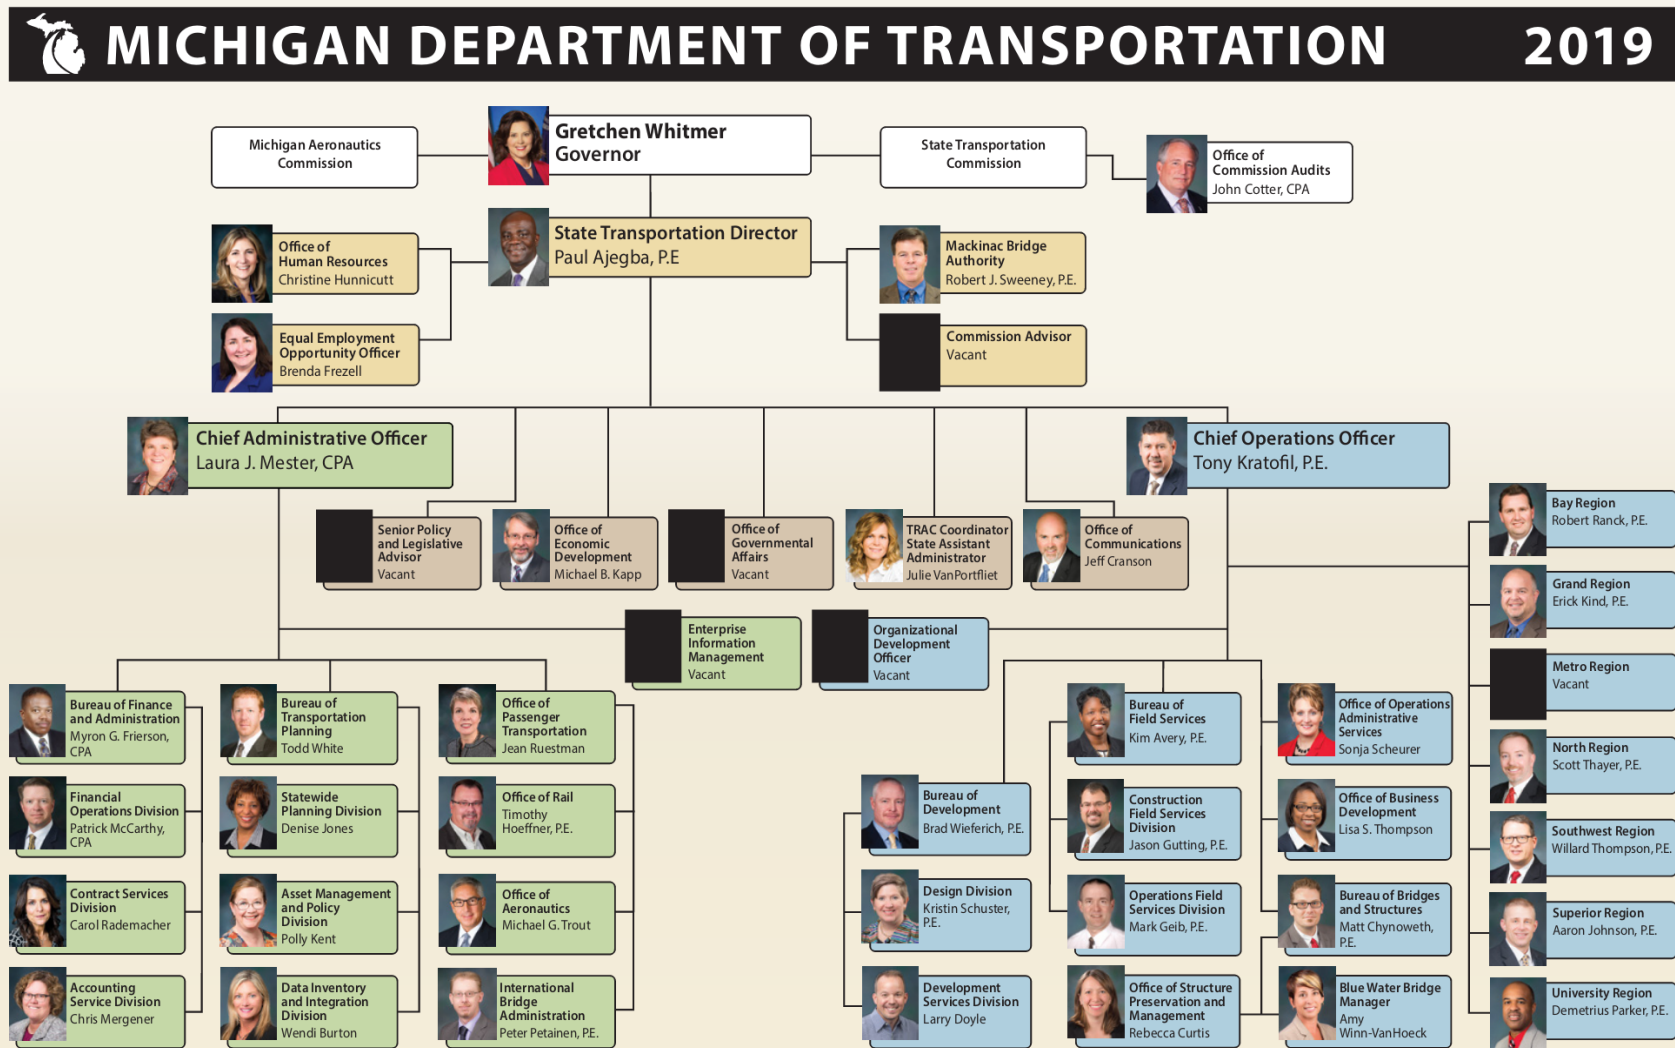 MICHIGAN DEPARTMENT OF TRANSPORTATION 2019
Michigan Aeronautics
Commission
Gretchen Whitmer
Governor
State Transportation
Commission
Office of
Commission Audits
John Cotter, CPA
Office of
Human Resources
Christine Hunnicutt
State Transportation Director
Paul Ajegba, P.E
Mackinac Bridge
Authority
Robert J. Sweeney, P.E.
Equal Employment
Opportunity Officer
Brenda Frezell
Commission Advisor
Vacant
Chief Administrative Officer
Laura J. Mester, CPA
Chief Operations Officer
Tony Kratofil, P.E.
Senior Policy
and Legislative
Advisor
Vacant
Office of
Economic
Development
Michael B. Kapp
Office of
Governmental
Affairs
Vacant
TRAC Coordinator
State Assistant
Administrator
Julie VanPortfliet
Office of
Communications
Jeff Cranson
Enterprise
Information
Management
Vacant
Organizational
Development
Officer
Vacant
Bureau of Finance
and Administration
Myron G. Frierson,
CPA
Financial
Operations Division
Patrick McCarthy,
CPA
Contract Services
Division
Carol Rademacher
Accounting
Service Division
Chris Mergener
Bureau of
Transportation
Planning
Todd White
Statewide
Planning Division
Denise Jones
Asset Management
and Policy
Division
Polly Kent
Data Inventory
and Integration
Division
Wendi Burton
Office of
Passenger
Transportation
Jean Ruestman
Office of Rail
Timothy
Hoeffner, P.E.
Office of
Aeronautics
Michael G. Trout
International
Bridge
Administration
Peter Petainen, P.E.
Bureau of
Development
Brad Wieferich, P.E.
Design Division
Kristin Schuster,
P.E.
Development
Services Division
Larry Doyle
Bureau of
Field Services
Kim Avery, P.E.
Construction
Field Services
Division
Jason Gutting, P.E.
Operations Field
Services Division
Mark Geib, P.E.
Office of Structure
Preservation and
Management
Rebecca Curtis
Office of Operations
Administrative
Services
Sonja Scheurer
Office of Business
Development
Lisa S. Thompson
Bureau of Bridges
and Structures
Matt Chynoweth,
P.E.
Blue Water Bridge
Manager
Amy
Winn-VanHoeck
Bay Region
Robert Ranck, P.E.
Grand Region
Erick Kind, P.E.
Metro Region
Vacant
North Region
Scott Thayer, P.E.
Southwest Region
Willard Thompson, P.E.
Superior Region
Aaron Johnson, P.E.
University Region
Demetrius Parker, P.E.